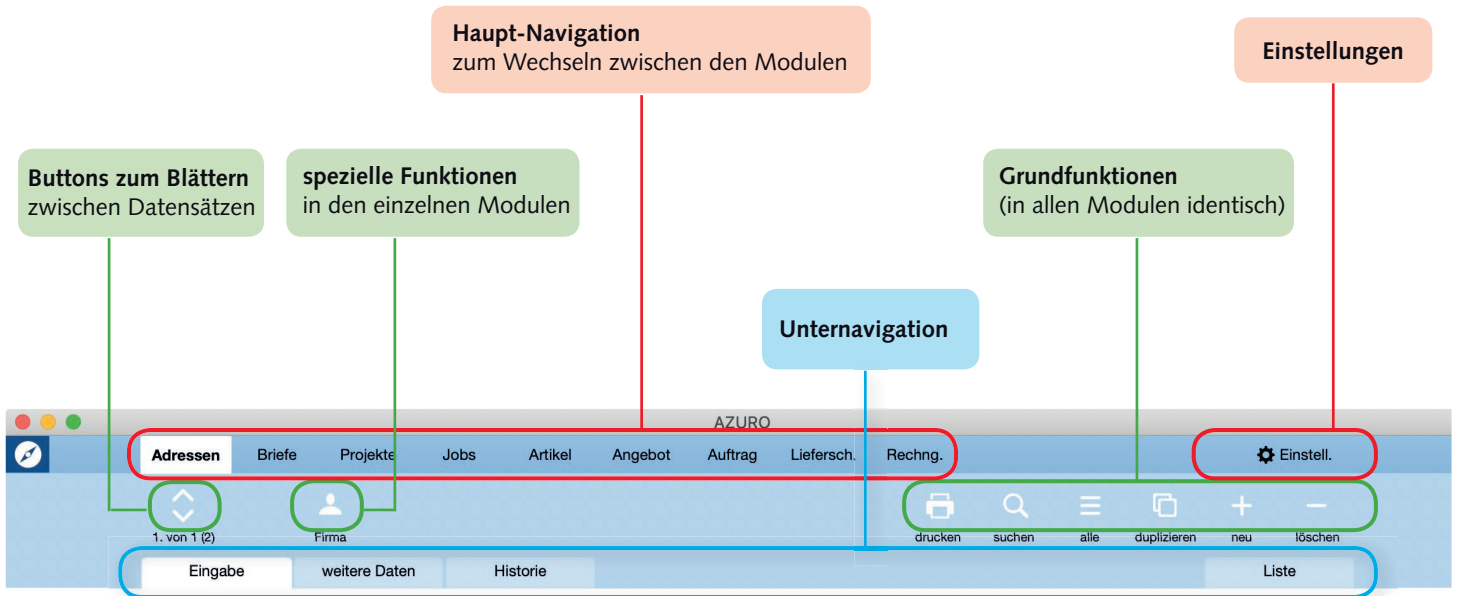 Haupt-Navigation
zum Wechseln zwischen den Modulen
Einstellungen
Buttons zum Blättern
zwischen Datensätzen
spezielle Funktionen
in den einzelnen Modulen
Grundfunktionen
(in allen Modulen identisch)
Unternavigation
AZURO
Adressen Briefe Projekte Jobs Artikel Angebot Auftrag Liefersch. Rechng. Einstell.
1. von 1 (2) Firma drucken suchen alle duplizieren neu löschen
Eingabe weitere Daten Historie Liste